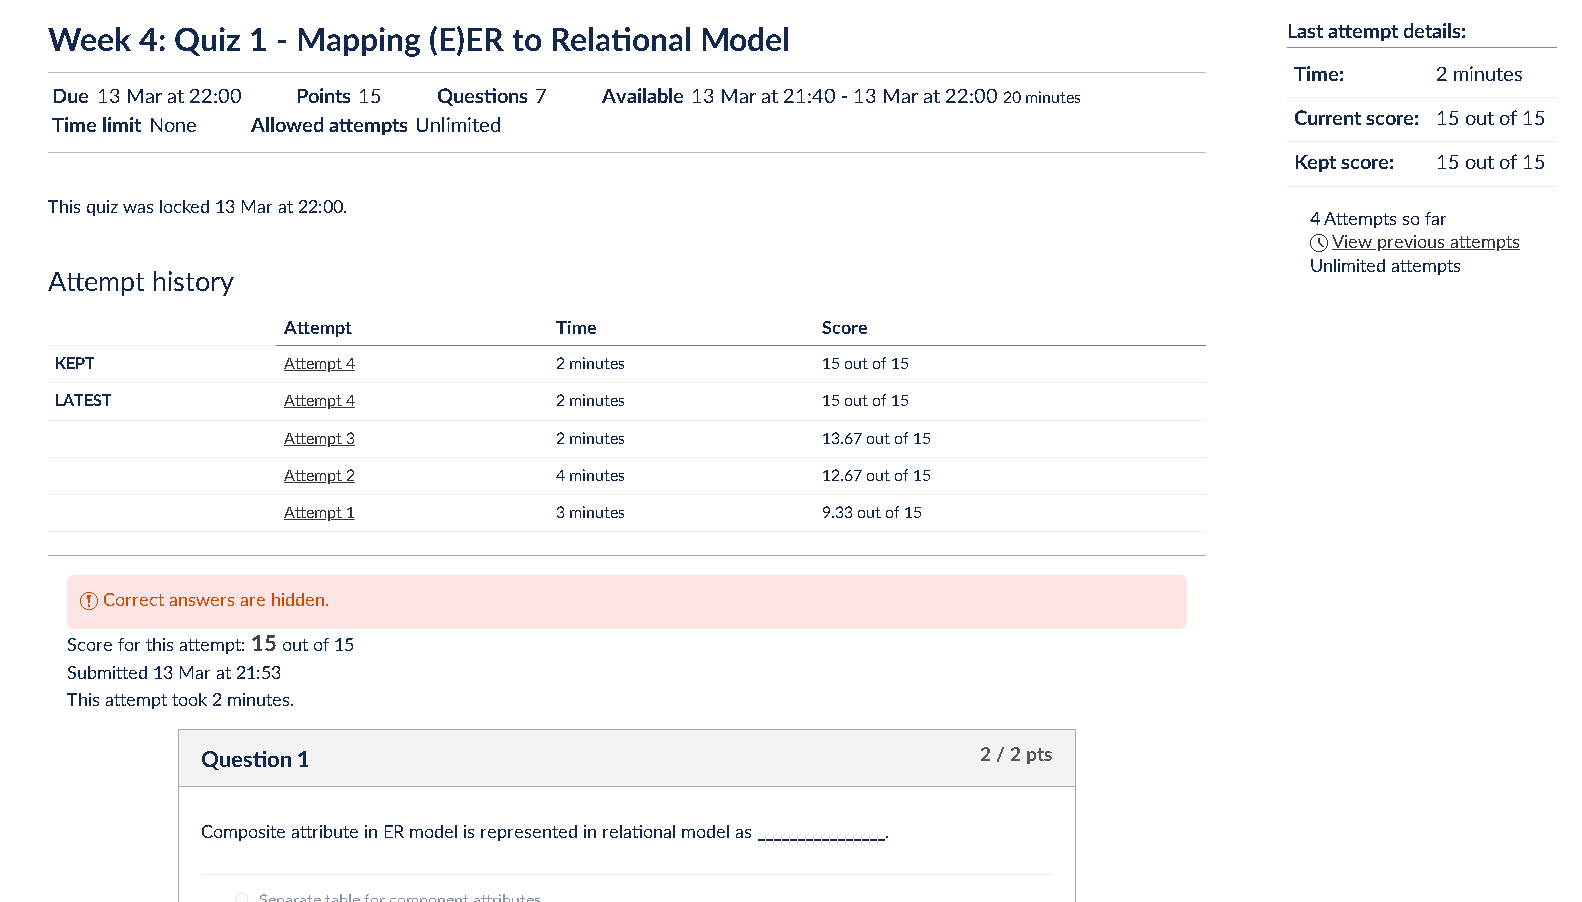 Week 4: Quiz 1 - Mapping (E)ER to Relational Model
Due 13 Mar at 22:00 Points 15 Questions 7 Available 13 Mar at 21:40 - 13 Mar at 22:00 20 minutes
Time limit None Allowed attempts Unlimited
This quiz was locked 13 Mar at 22:00.
Attempt history
Attempt Time Score
KEPT Attempt 4 2 minutes 15 out of 15
LATEST Attempt 4 2 minutes 15 out of 15
Attempt 3 2 minutes 13.67 out of 15
Attempt 2 4 minutes 12.67 out of 15
Attempt 1 3 minutes 9.33 out of 15
Correct answers are hidden.
Score for this attempt: 15 out of 15
Submitted 13 Mar at 21:53
This attempt took 2 minutes.
Question 1 2 / 2 pts
Composite attribute in ER model is represented in relational model as ________________.
Separate table for component attributes
Last attempt details:
Time: 2 minutes
Current score: 15 out of 15
Kept score: 15 out of 15
4 Attempts so far
View previous attempts
Unlimited attempts